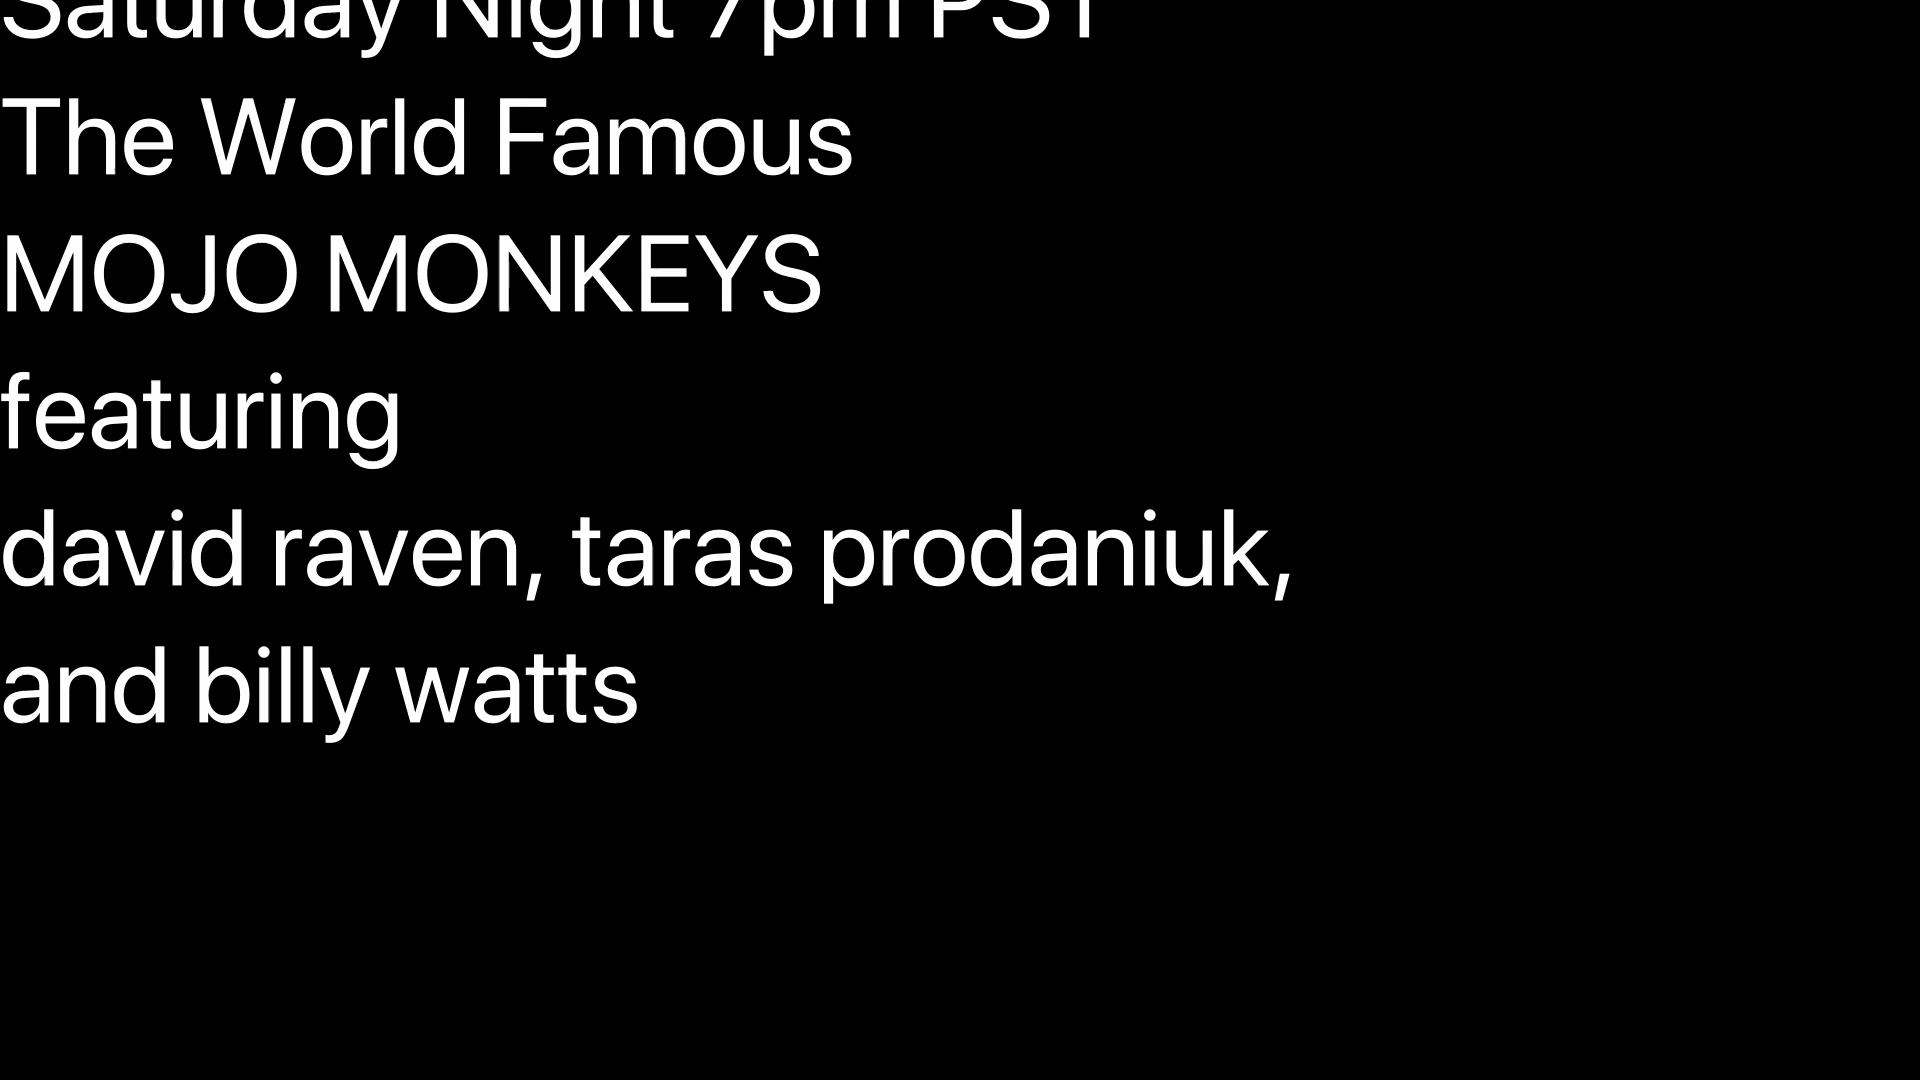 Saturday Night 7pm PST
The World Famous
MOJO MONKEYS
featuring
david raven, taras prodaniuk,
and billy watts